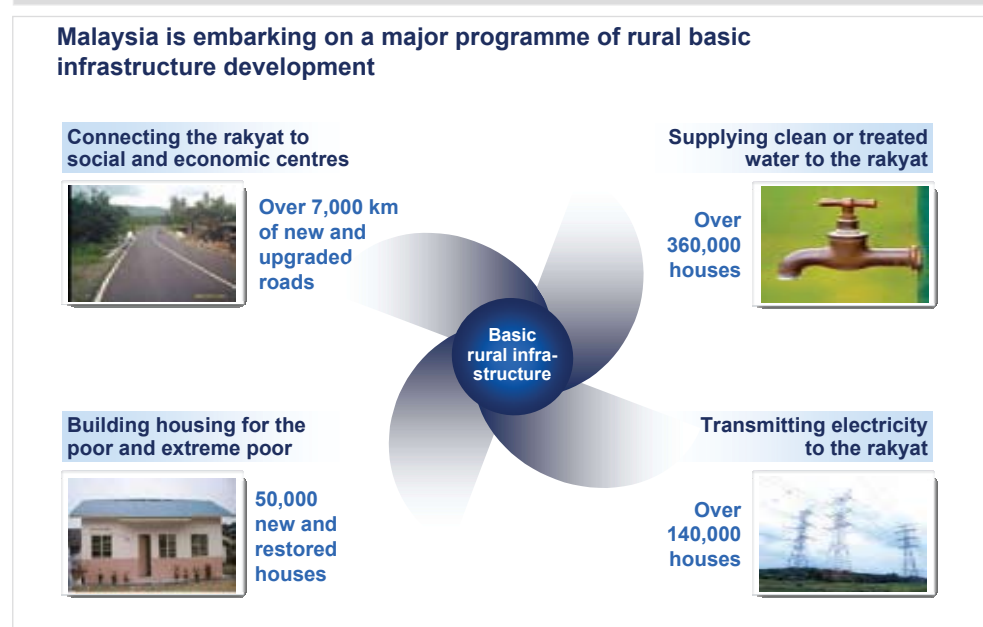 Malaysia is embarking on a major programme of rural basic
infrastructure development
Connecting the rakyat to
social and economic centres
Over 7,000 km
of new and
upgraded
roads
Supplying clean or treated
water to the rakyat
Over
360,000
houses
Basic
rural infra-
structure
Building housing for the
poor and extreme poor
50,000
new and
restored
houses
Transmitting electricity
to the rakyat
Over
140,000
houses